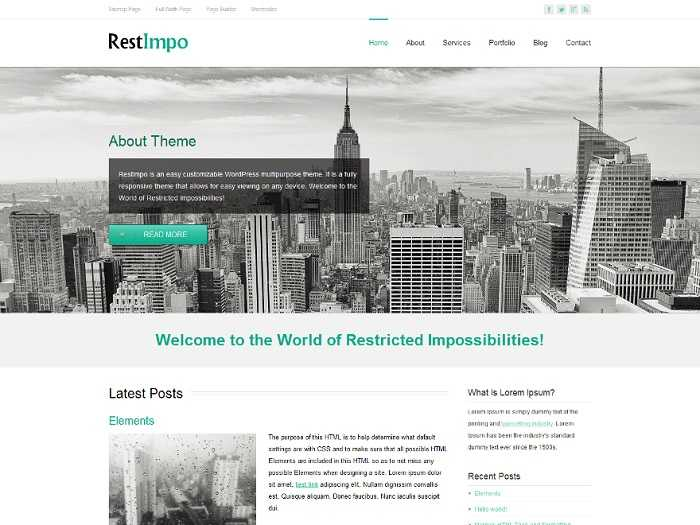 Sitemap Page Full Width Page Page Builder Shortcodes
RestImpo
Home About Services Portfolio Blog Contact
About Theme
RestImpo is an easy customizable WordPress multipurpose theme. It is a fully
responsive theme that allows for easy viewing on any device. Welcome to the
World of Restricted Impossibilities!
READ MORE
Welcome to the World of Restricted Impossibilities!
Latest Posts
Elements
The purpose of this HTML is to help determine what default
settings are with CSS and to make sure that all possible HTML
Elements are included in this HTML so as to not miss any
possible Elements when designing a site. Lorem ipsum dolor
sit amet, test link adipiscing elit. Nullam dignissim convallis
est. Quisque aliquam. Donec faucibus. Nunc iaculis suscipit
dui.
What Is Lorem Ipsum?
Lorem Ipsum is simply dummy text of the
printing and typesetting industry. Lorem
Ipsum has been the industry's standard
dummy text ever since the 1500s.
Recent Posts
Elements
Hello world!